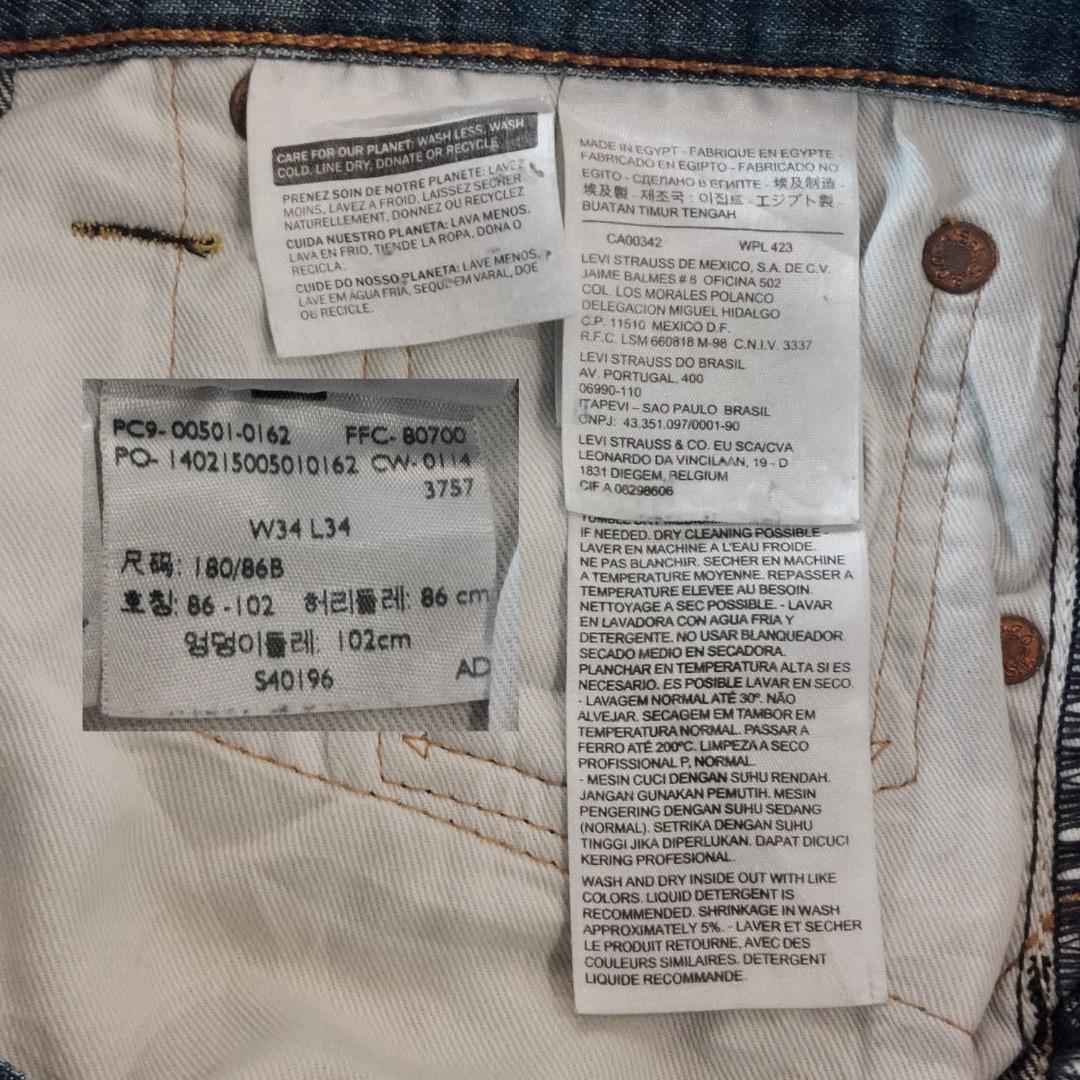 CARE FOR OUR PLANET: WASH LESS, WASH
COLD, LINE DRY, DONATE OR RECYCLE
PRENEZ SOIN DE NOTRE PLANETE: LAVEZ
MOINS, LAVEZ A FROID, LAISSEZ SECHER
NATURELLEMENT, DONNEZ OU RECYCLEZ
CUIDA NUESTRO PLANETA: LAVA MENOS,
LAVA EN FRIO, TIENDE LA ROPA, DONA O
RECICLA.
CUIDE DO NOSSO PLANETA: LAVE MENOS,
LAVE EM ÁGUA FRIA, SEQUE EM VARAL, DOE
OU RECICLE.
MADE IN EGYPT - FABRIQUE EN EGYPTE -
FABRICADO EN EGIPTO - FABRICADO NO
EGITO - СДЕЛАНО В ЕГИПТЕ - 埃及制造 -
埃及製 - 제조국 : 이집트 - エジプト製 -
BUATAN TIMUR TENGAH
CA00342 WPL 423
LEVI STRAUSS DE MEXICO, S.A. DE C.V.
JAIME BALMES # 8 OFICINA 502
COL. LOS MORALES POLANCO
DELEGACION MIGUEL HIDALGO
C.P. 11510 MEXICO D.F.
R.F.C. LSM 660818 M-98 C.N.I.V. 3337
LEVI STRAUSS DO BRASIL
AV. PORTUGAL, 400
06990-110
ITAPEVI – SAO PAULO BRASIL
CNPJ: 43.351.097/0001-90
LEVI STRAUSS & CO. EU SCA/CVA
LEONARDO DA VINCILAAN, 19 - D
1831 DIEGEM, BELGIUM
CIF A 08298606
PC9- 00501-0162 FFC- 80700
PO- 140215005010162 CW- 0114
3757
W34 L34
尺码: 180/86B
호칭: 86 -102 허리둘레: 86 cm
엉덩이둘레: 102cm
S40196
AD
TUMBLE DRY MEDIUM
IF NEEDED. DRY CLEANING POSSIBLE -
LAVER EN MACHINE A L'EAU FROIDE.
NE PAS BLANCHIR. SECHER EN MACHINE
A TEMPERATURE MOYENNE. REPASSER A
TEMPERATURE ELEVEE AU BESOIN.
NETTOYAGE A SEC POSSIBLE. - LAVAR
EN LAVADORA CON AGUA FRIA Y
DETERGENTE. NO USAR BLANQUEADOR.
SECADO MEDIO EN SECADORA.
PLANCHAR EN TEMPERATURA ALTA SI ES
NECESARIO. ES POSIBLE LAVAR EN SECO.
- LAVAGEM NORMAL ATÉ 30º. NÃO
ALVEJAR. SECAGEM EM TAMBOR EM
TEMPERATURA NORMAL. PASSAR A
FERRO ATÉ 200ºC. LIMPEZA A SECO
PROFISSIONAL P, NORMAL.
- MESIN CUCI DENGAN SUHU RENDAH.
JANGAN GUNAKAN PEMUTIH. MESIN
PENGERING DENGAN SUHU SEDANG
(NORMAL). SETRIKA DENGAN SUHU
TINGGI JIKA DIPERLUKAN. DAPAT DICUCI
KERING PROFESIONAL.
WASH AND DRY INSIDE OUT WITH LIKE
COLORS. LIQUID DETERGENT IS
RECOMMENDED. SHRINKAGE IN WASH
APPROXIMATELY 5%. - LAVER ET SECHER
LE PRODUIT RETOURNE, AVEC DES
COULEURS SIMILAIRES. DETERGENT
LIQUIDE RECOMMANDE.